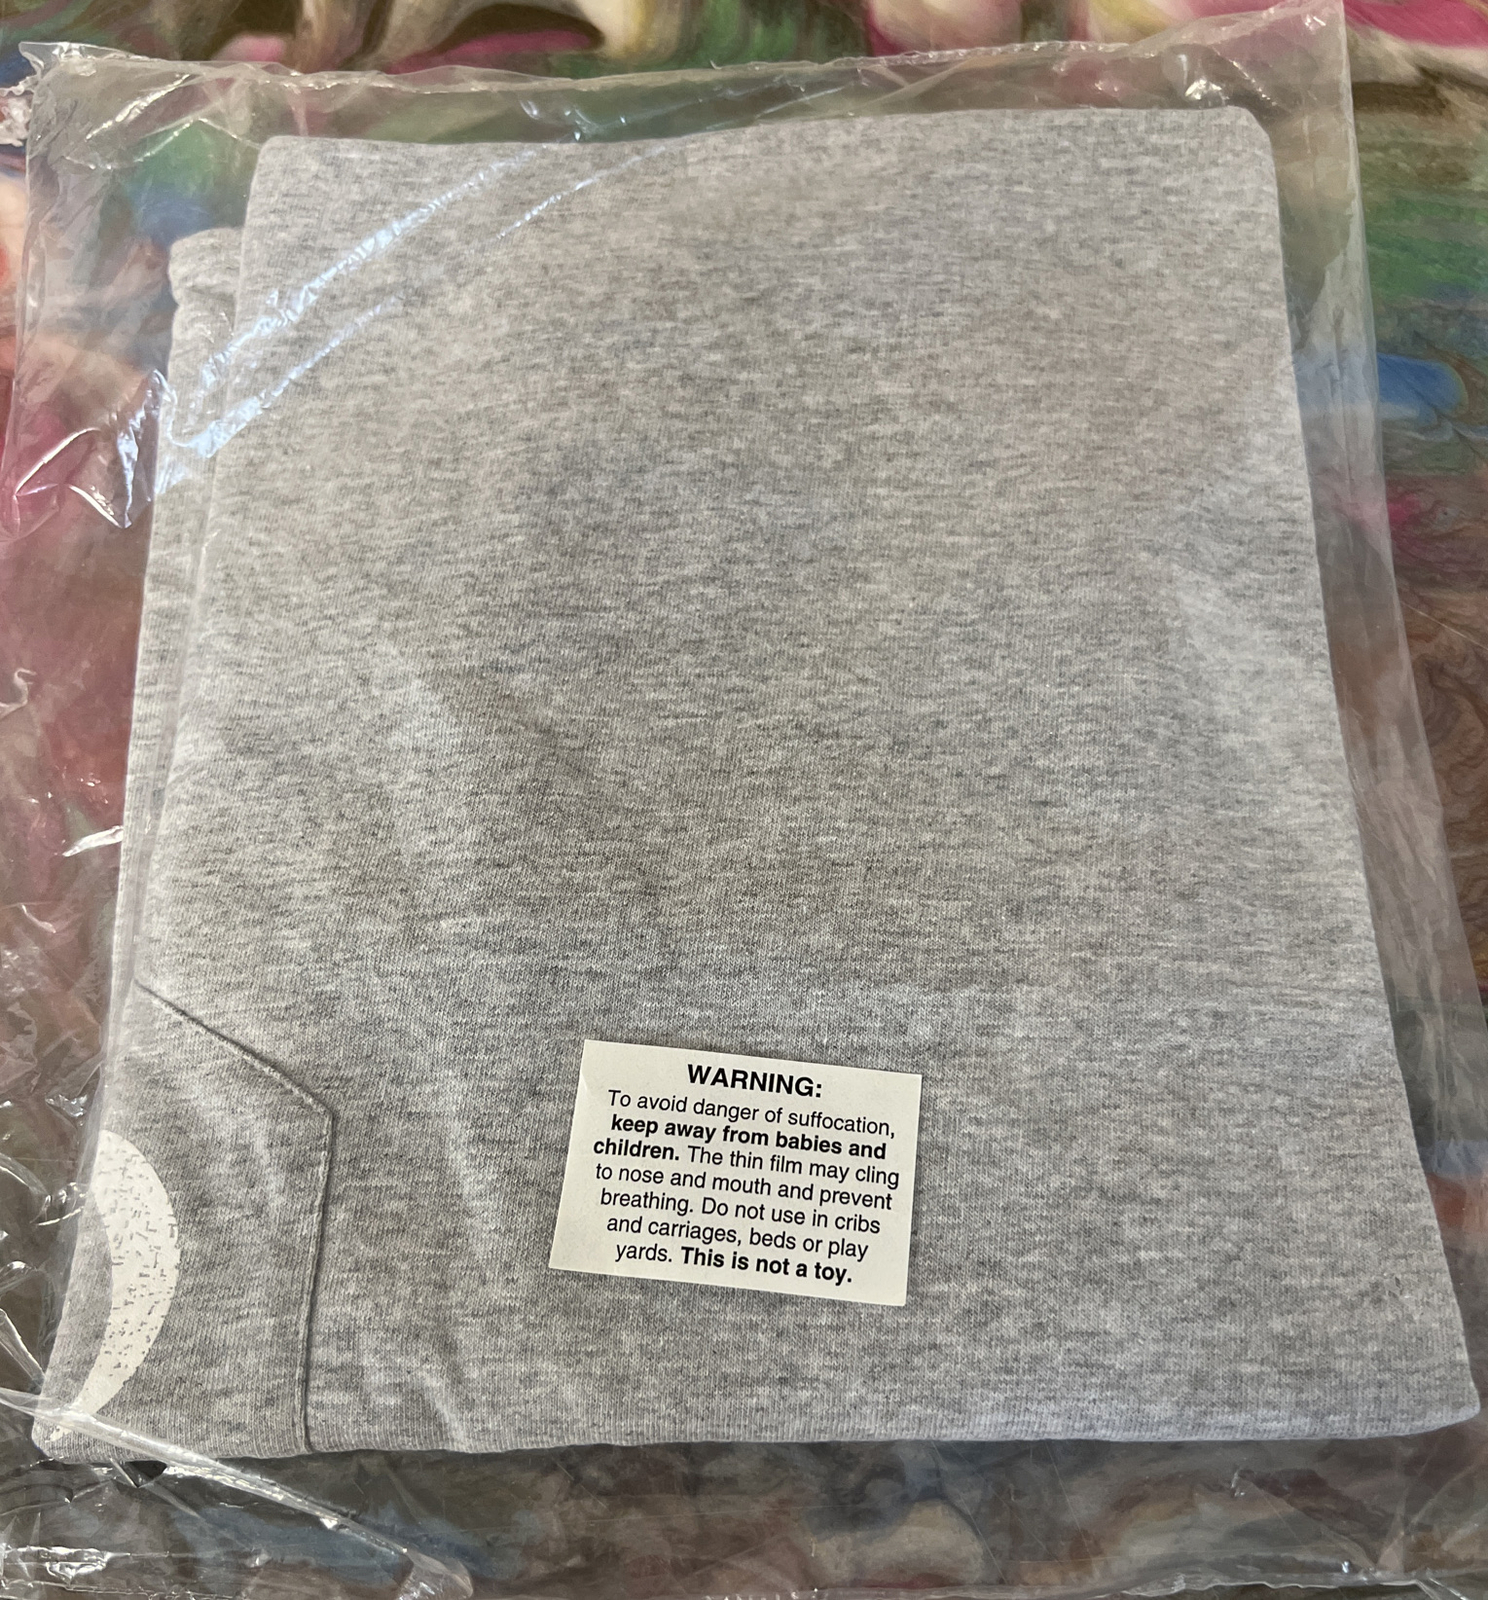 WARNING:
To avoid danger of suffocation,
keep away from babies and
children. The thin film may cling
to nose and mouth and prevent
breathing. Do not use in cribs
and carriages, beds or play
yards. This is not a toy.